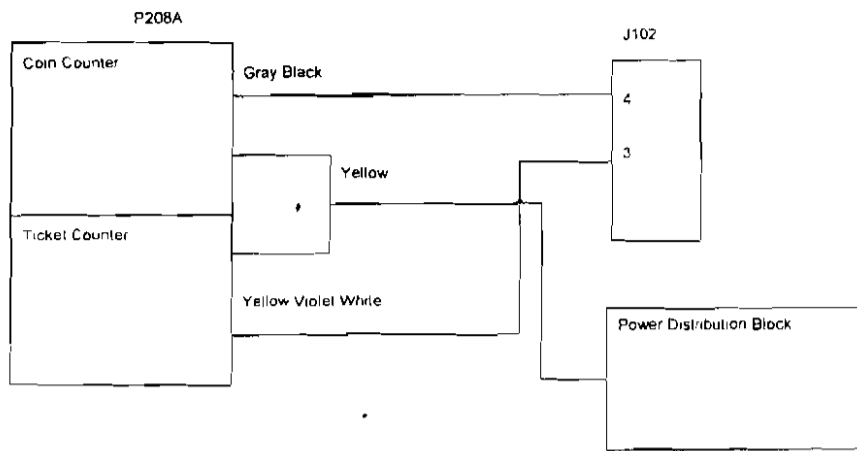 P208A
J102
Coin Counter
Gray Black
4
3
Yellow
Ticket Counter
Yellow Violet White
Power Distribution Block